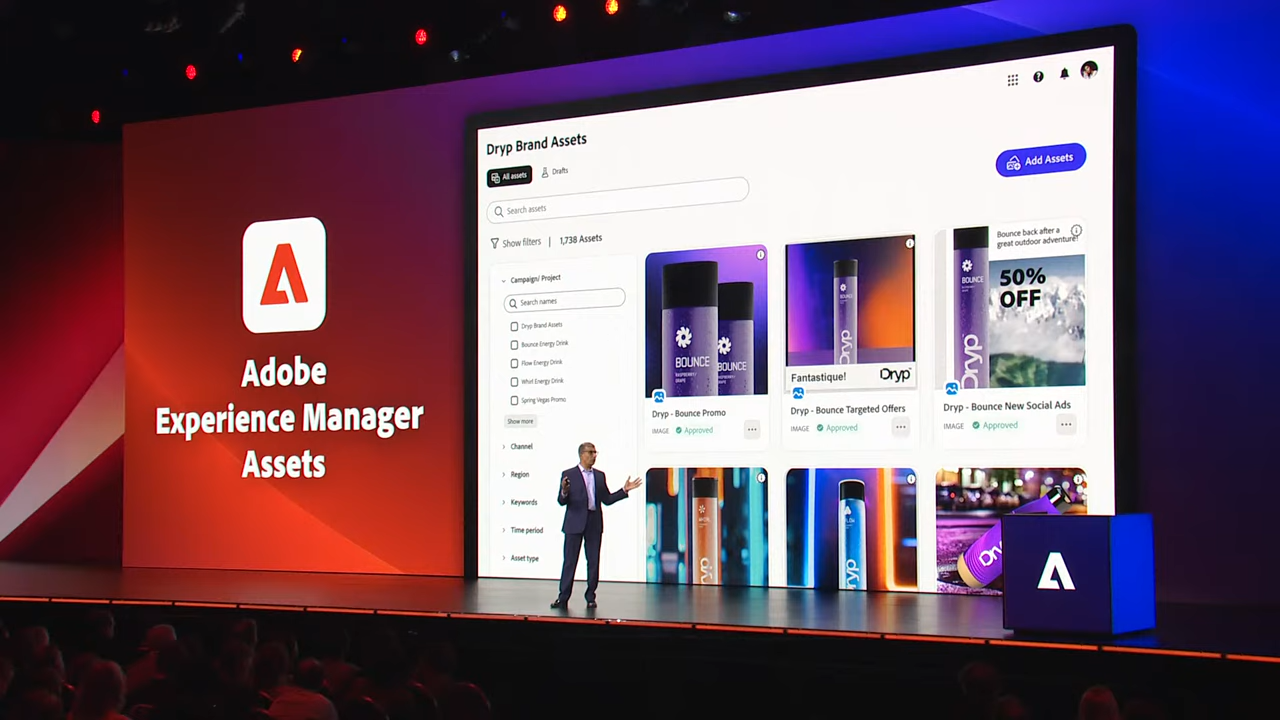 Adobe
Experience Manager
Assets
Dryp Brand Assets
All assets
Drafts
Add Assets
Search assets
Show filters | 1,738 Assets
Campaign/ Project
Search names
Dryp Brand Assets
Bounce Energy Drink
Flow Energy Drink
Whirl Energy Drink
Spring Vegas Promo
Show more
Channel
Region
Keywords
Time period
Asset type
BOUNCE
RASPBERRY/
GRAPE
BOUNCE
Dryp - Bounce Promo
IMAGE
Approved
BOUNCE
Dryp
Fantastique!
Dryp
Dryp - Bounce Targeted Offers
IMAGE
Approved
Bounce back after a
great outdoor adventure!
BOUNCE
50%
OFF
Dryp
Dryp - Bounce New Social Ads
IMAGE
Approved